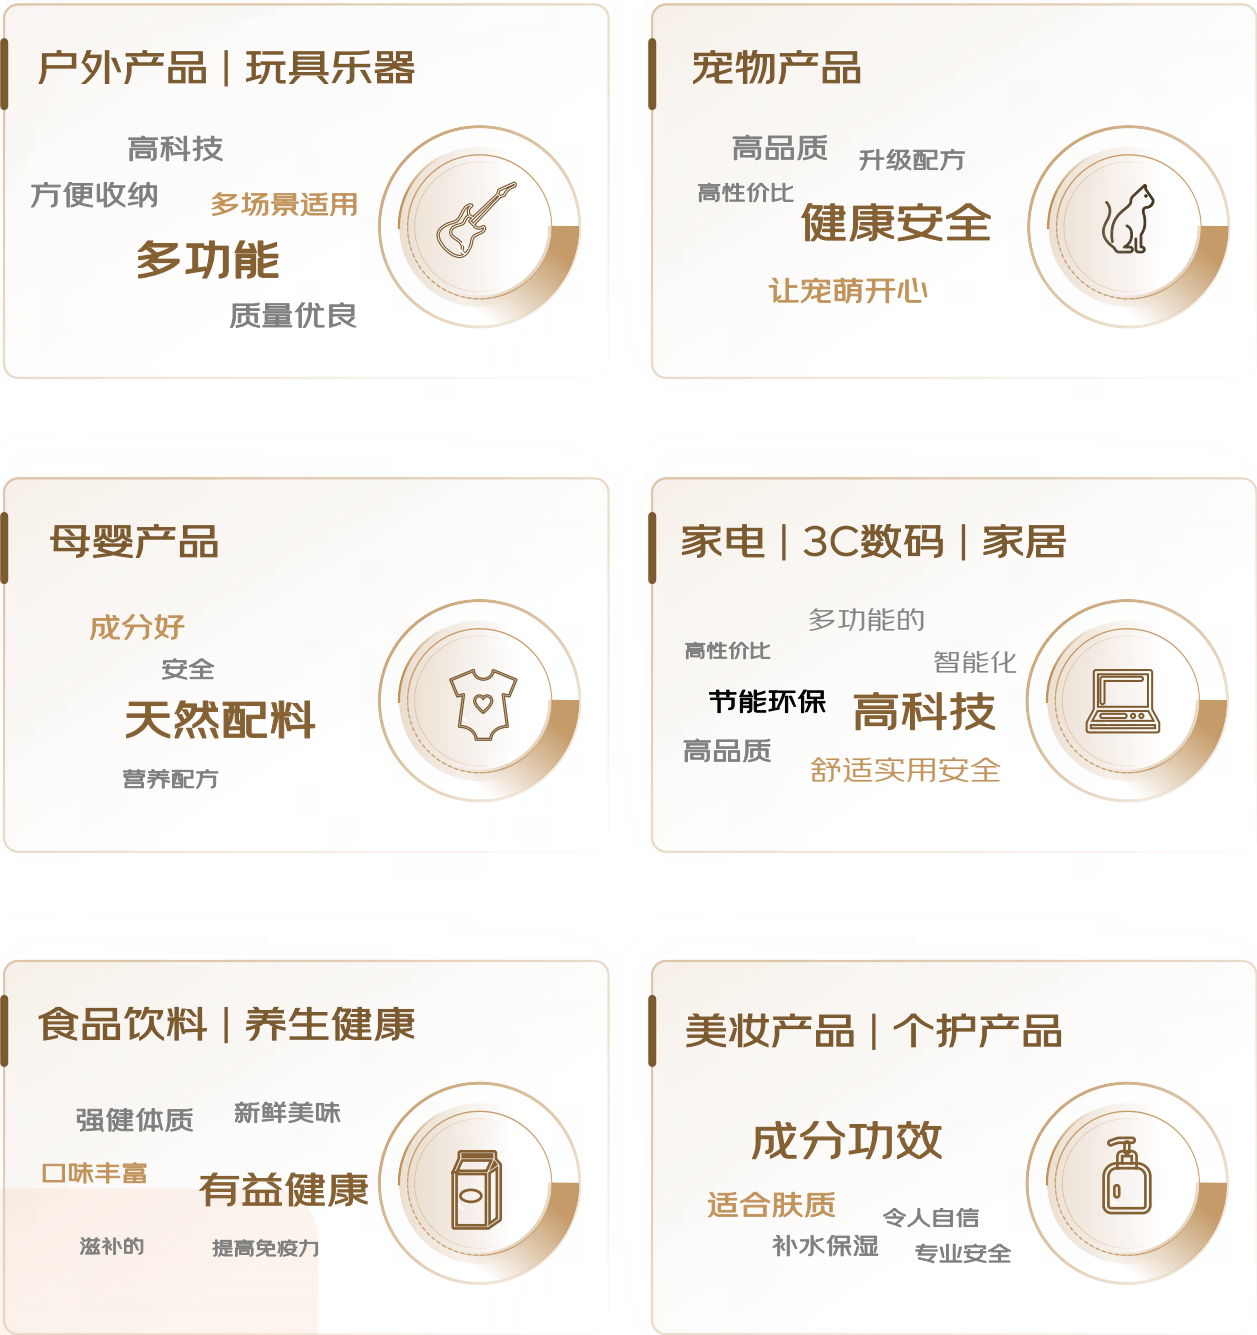 户外产品 | 玩具乐器
高科技
方便收纳
多场景适用
多功能
质量优良
宠物产品
高品质
升级配方
高性价比
健康安全
让宠萌开心
母婴产品
成分好
安全
天然配料
营养配方
家电 | 3C数码 | 家居
多功能的
高性价比
智能化
节能环保
高科技
高品质
舒适实用安全
食品饮料 | 养生健康
强健体质
新鲜美味
口味丰富
有益健康
滋补的
提高免疫力
美妆产品 | 个护产品
成分功效
适合肤质
令人自信
补水保湿
专业安全